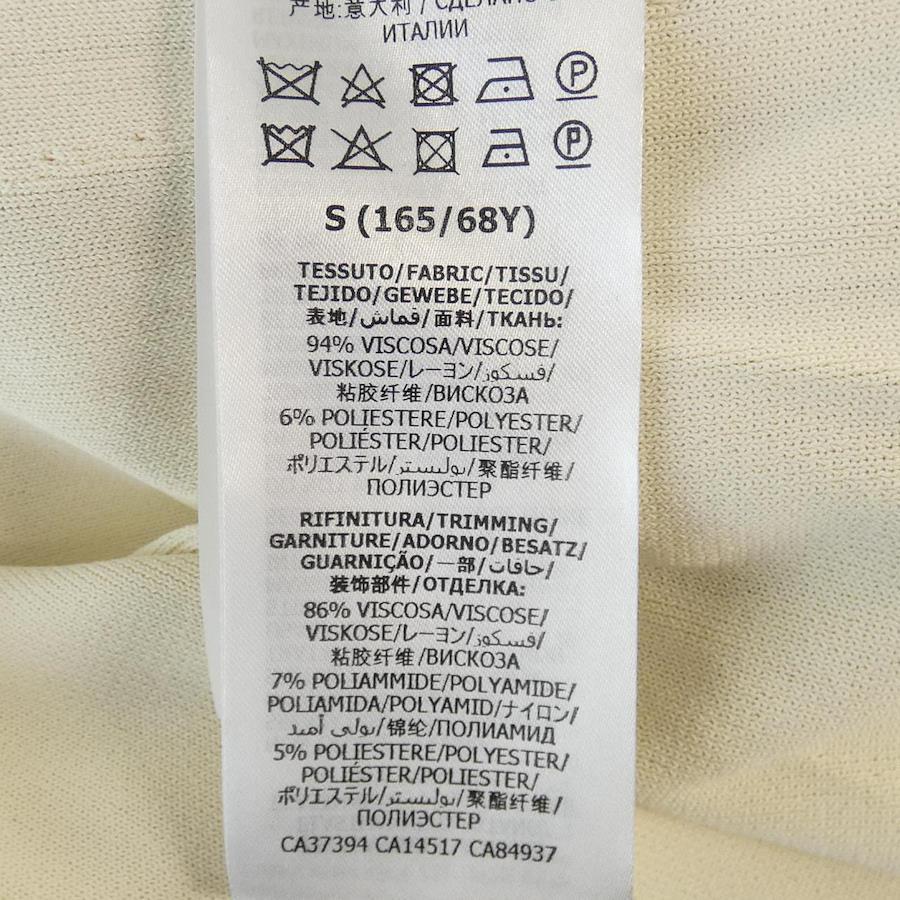 产地:意大利 / СДЕЛАНО В
ИТАЛИИ
P
P
S (165/68Y)
TESSUTO/FABRIC/TISSU/
TEJIDO/GEWEBE/TECIDO/
表地/قماش/面料/ТКАНЬ:
94% VISCOSA/VISCOSE/
VISKOSE/レーヨン/فسكوز/
粘胶纤维/ВИСКОЗА
6% POLIESTERE/POLYESTER/
POLIÉSTER/POLIESTER/
ポリエステル/بوليستر/聚酯纤维/
ПОЛИЭСТЕР
RIFINITURA/TRIMMING/
GARNITURE/ADORNO/BESATZ/
GUARNIÇÃO/一部/حافات/
装饰部件/ОТДЕЛКА:
86% VISCOSA/VISCOSE/
VISKOSE/レーヨン/فسكوز/
粘胶纤维/ВИСКОЗА
7% POLIAMMIDE/POLYAMIDE/
POLIAMIDA/POLYAMID/ナイロン/
بولى أميد/锦纶/ПОЛИАМИД
5% POLIESTERE/POLYESTER/
POLIÉSTER/POLIESTER/
ポリエステル/بوليستر/聚酯纤维/
ПОЛИЭСТЕР
CA37394 CA14517 CA84937